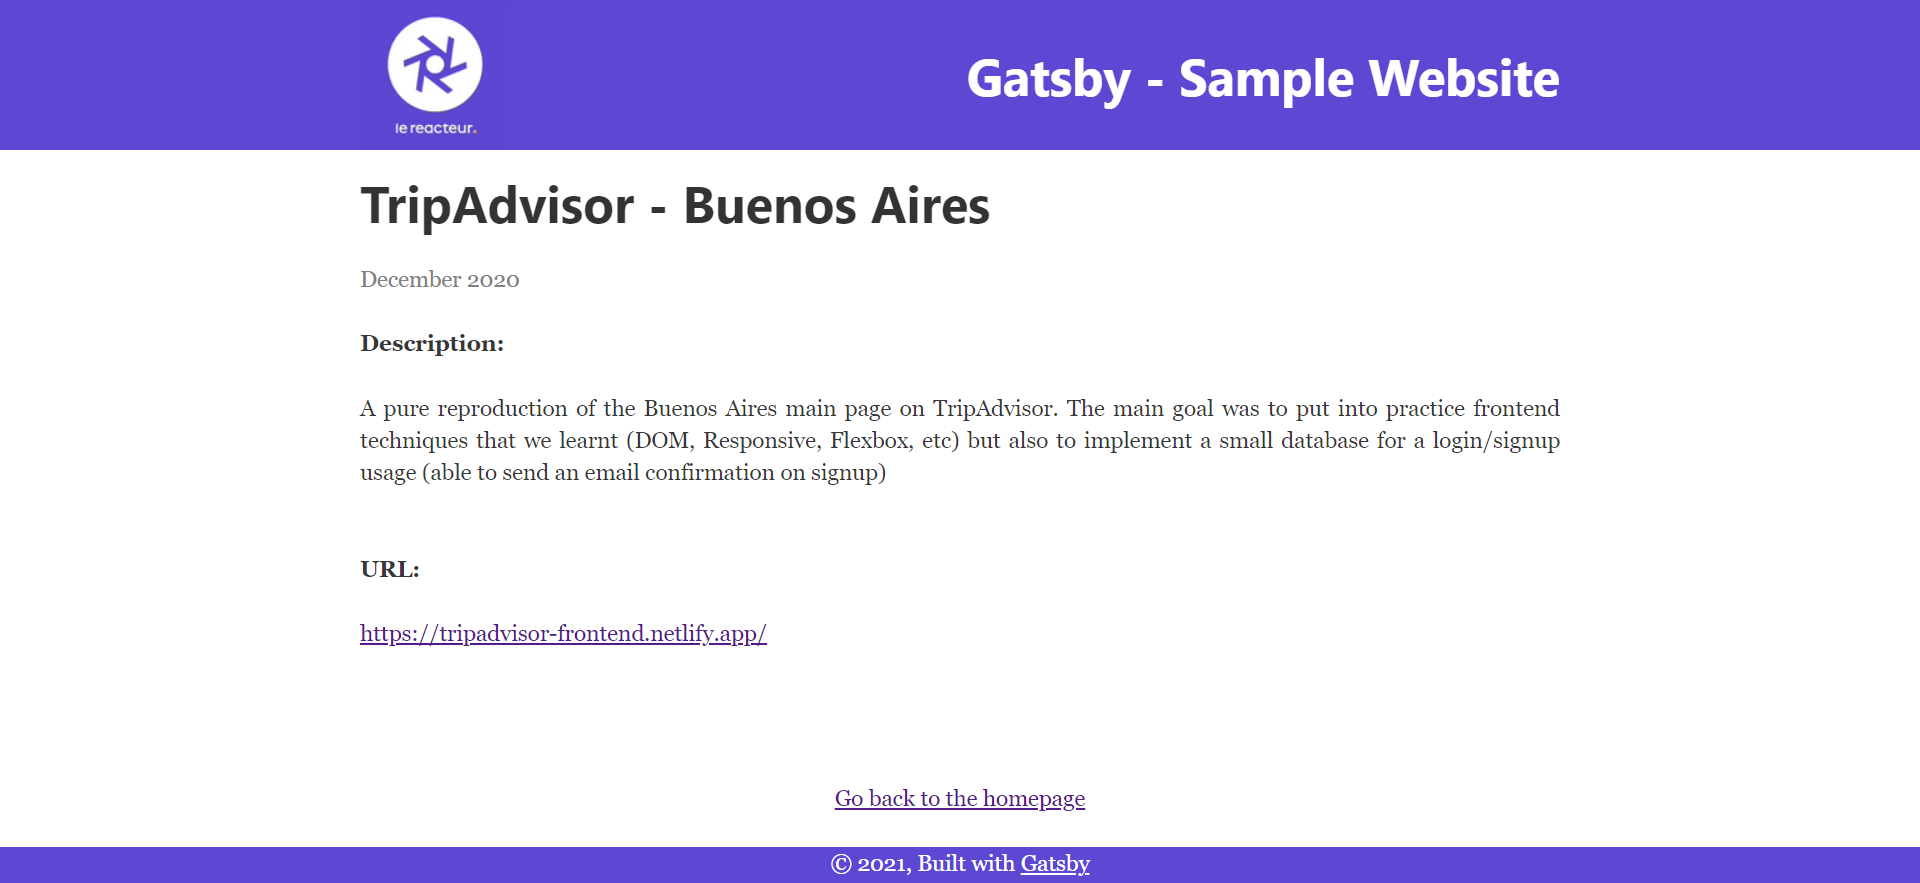 le reacteur.
Gatsby - Sample Website
TripAdvisor - Buenos Aires
December 2020
Description:
A pure reproduction of the Buenos Aires main page on TripAdvisor. The main goal was to put into practice frontend
techniques that we learnt (DOM, Responsive, Flexbox, etc) but also to implement a small database for a login/signup
usage (able to send an email confirmation on signup)
URL:
https://tripadvisor-frontend.netlify.app/
Go back to the homepage
© 2021, Built with Gatsby